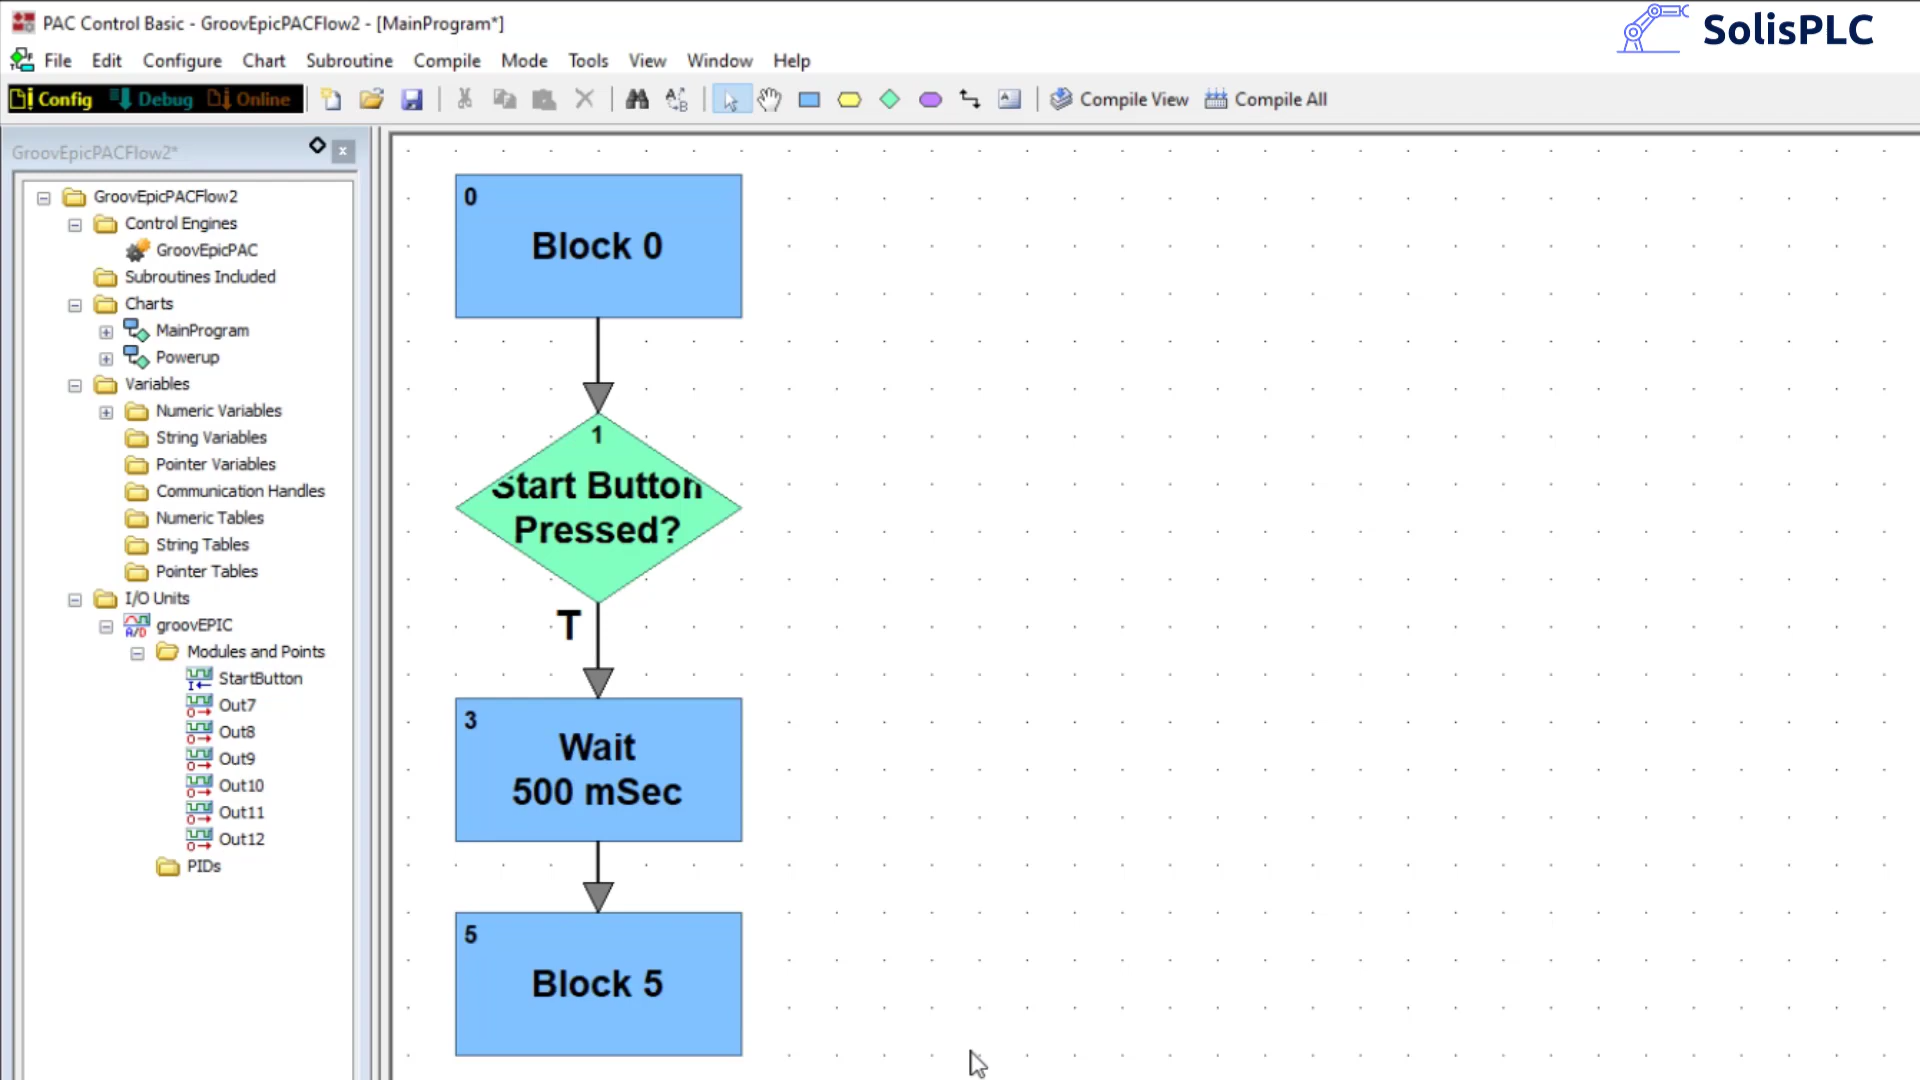 PAC Control Basic - GroovEpicPACFlow2 - [MainProgram*]
SolisPLC
File Edit Configure Chart Subroutine Compile Mode Tools View Window Help
Config Debug Online Compile View Compile All
GroovEpicPACFlow2*
GroovEpicPACFlow2
Control Engines
GroovEpicPAC
Subroutines Included
Charts
MainProgram
Powerup
Variables
Numeric Variables
String Variables
Pointer Variables
Communication Handles
Numeric Tables
String Tables
Pointer Tables
I/O Units
groovEPIC
Modules and Points
StartButton
Out7
Out8
Out9
Out10
Out11
Out12
PIDs
0
Block 0
1
Start Button
Pressed?
T
3
Wait
500 mSec
5
Block 5